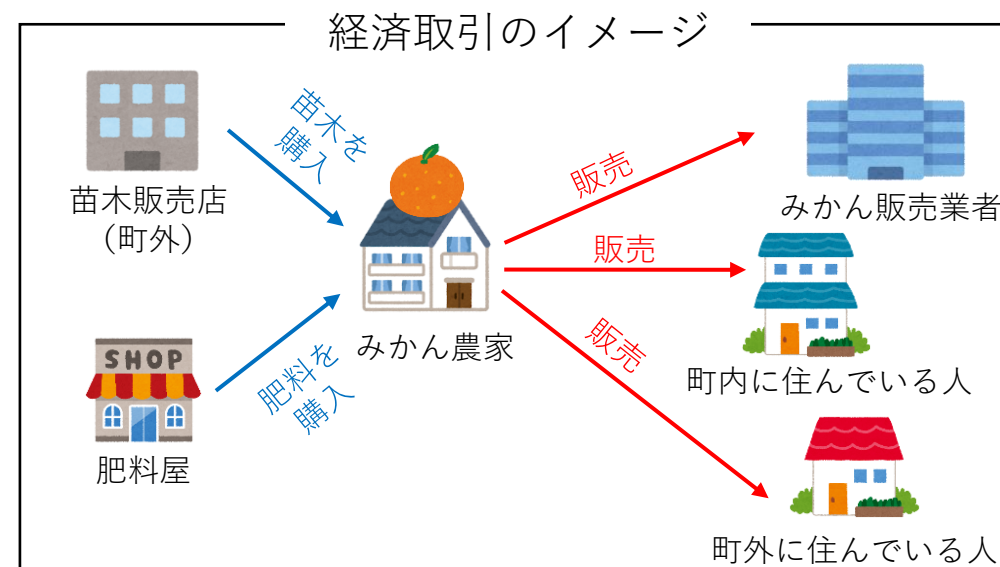 経済取引のイメージ
苗木販売店
（町外）
苗木を
購入
SHOP
肥料屋
肥料を
購入
みかん農家
販売
みかん販売業者
販売
町内に住んでいる人
販売
町外に住んでいる人